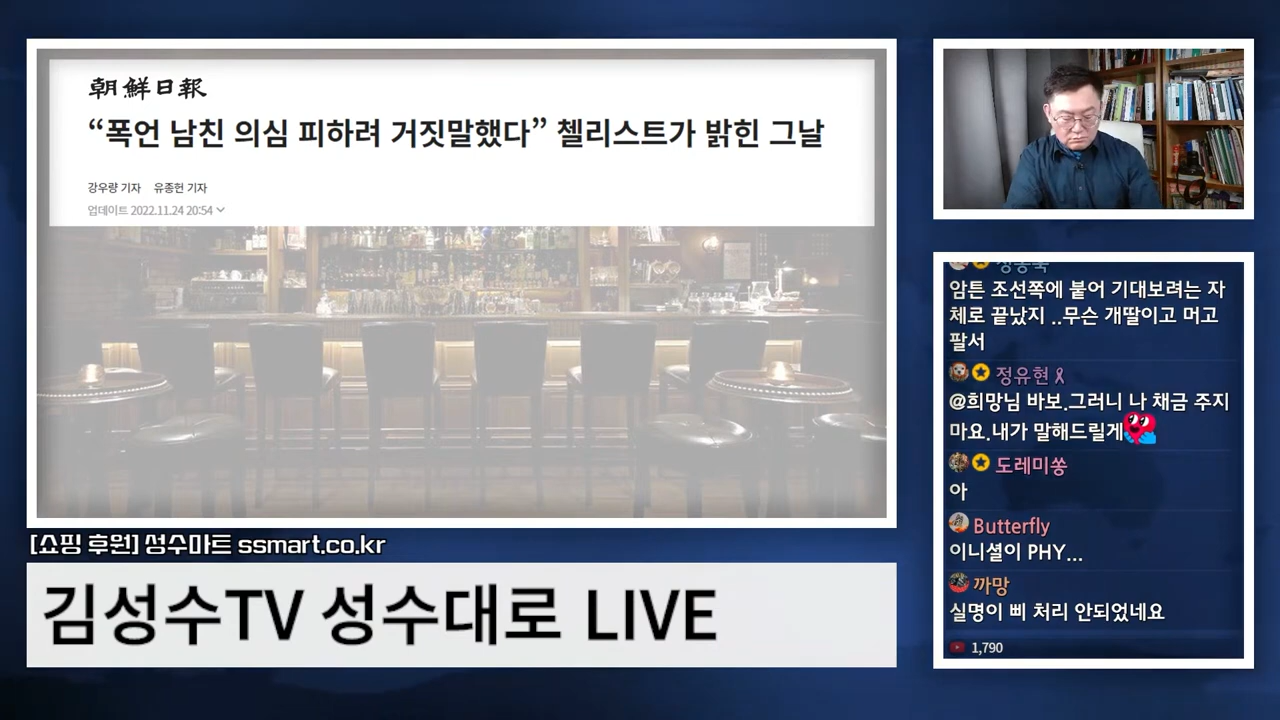 朝鮮日報
“폭언 남친 의심 피하려 거짓말했다” 첼리스트가 밝힌 그날
강우량 기자 유종헌 기자
업데이트 2022.11.24 20:54
[쇼핑 후원] 성수마트 ssmart.co.kr
김성수TV 성수대로 LIVE
암튼 조선쪽에 붙어 기대보려는 자
체로 끝났지 ..무슨 개딸이고 머고
팔서
정유현
@희망님 바보.그러니 나 채금 주지
마요.내가 말해드릴게
도레미쏭
아
Butterfly
이니셜이 PHY...
까망
실명이 삐 처리 안되었네요
1,790